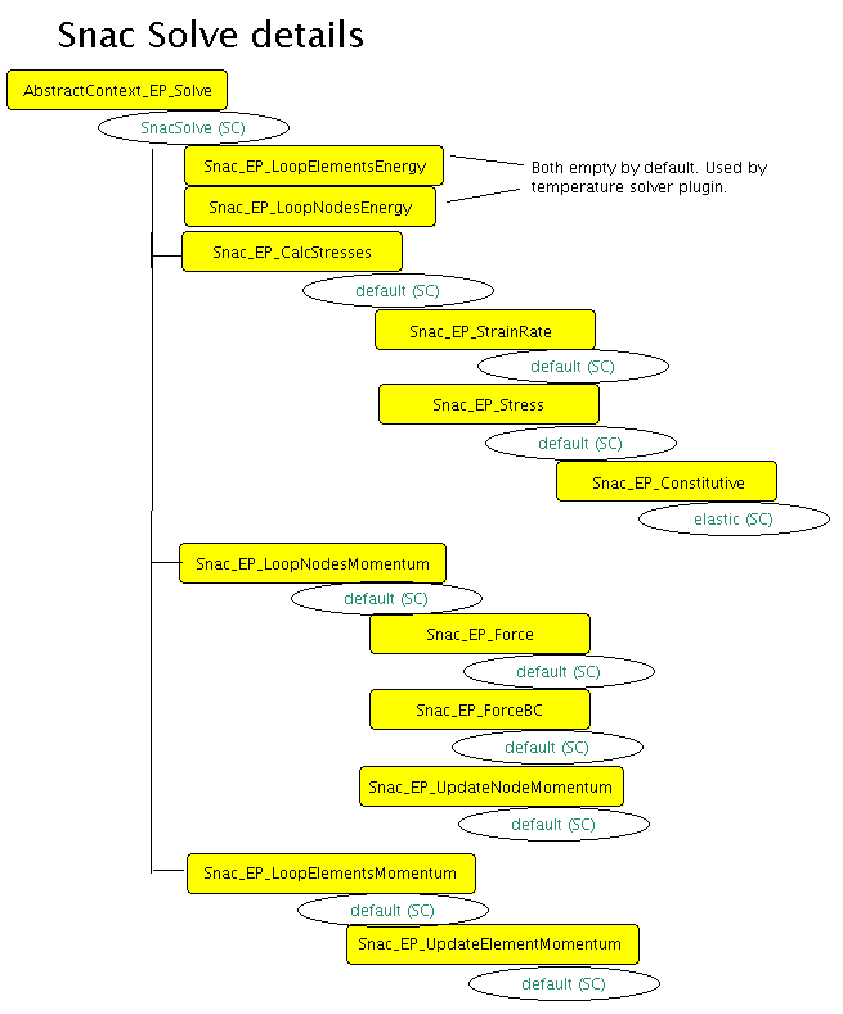 Snac Solve details
AbstractContext_EP_Solve
SnacSolve (SC)
Snac_EP_LoopElementsEnergy
Both empty by default. Used by
temperature solver plugin.
Snac_EP_LoopNodesEnergy
Snac_EP_CalcStresses
default (SC)
Snac_EP_StrainRate
default (SC)
Snac_EP_Stress
default (SC)
Snac_EP_Constitutive
elastic (SC)
Snac_EP_LoopNodesMomentum
default (SC)
Snac_EP_Force
default (SC)
Snac_EP_ForceBC
default (SC)
Snac_EP_UpdateNodeMomentum
default (SC)
Snac_EP_LoopElementsMomentum
default (SC)
Snac_EP_UpdateElementMomentum
default (SC)